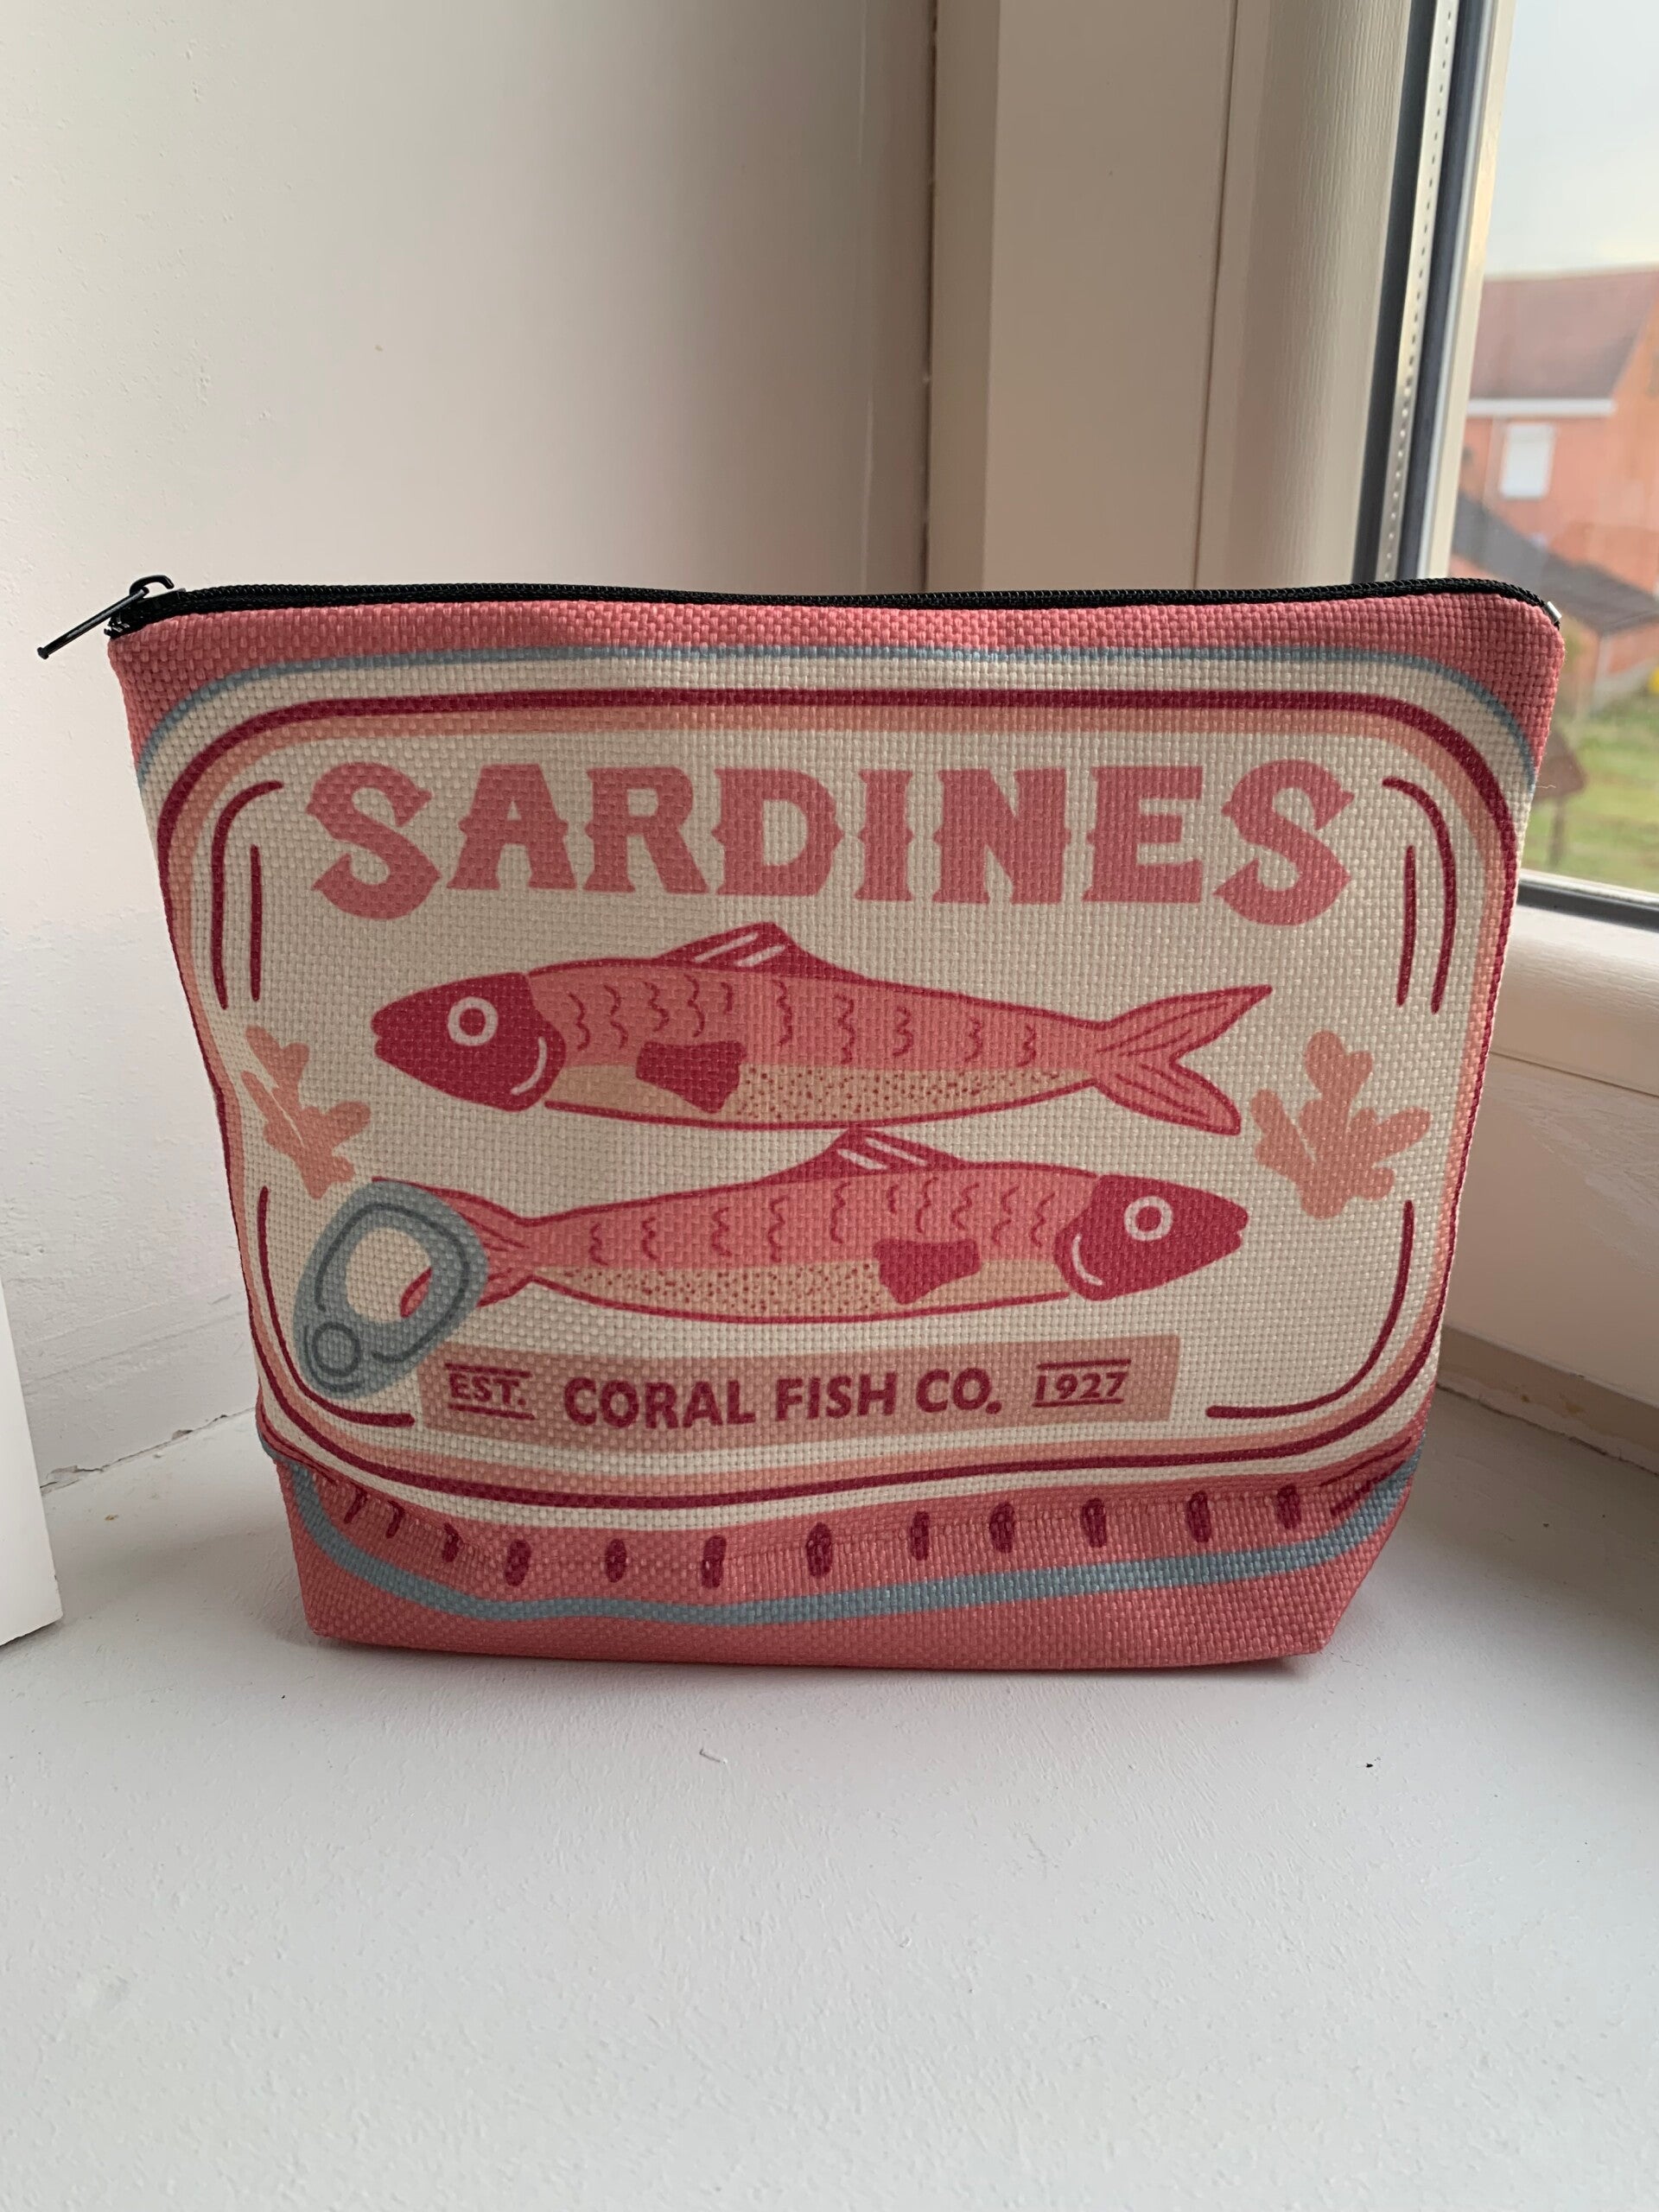 SARDINES
EST. CORAL FISH CO. 1927